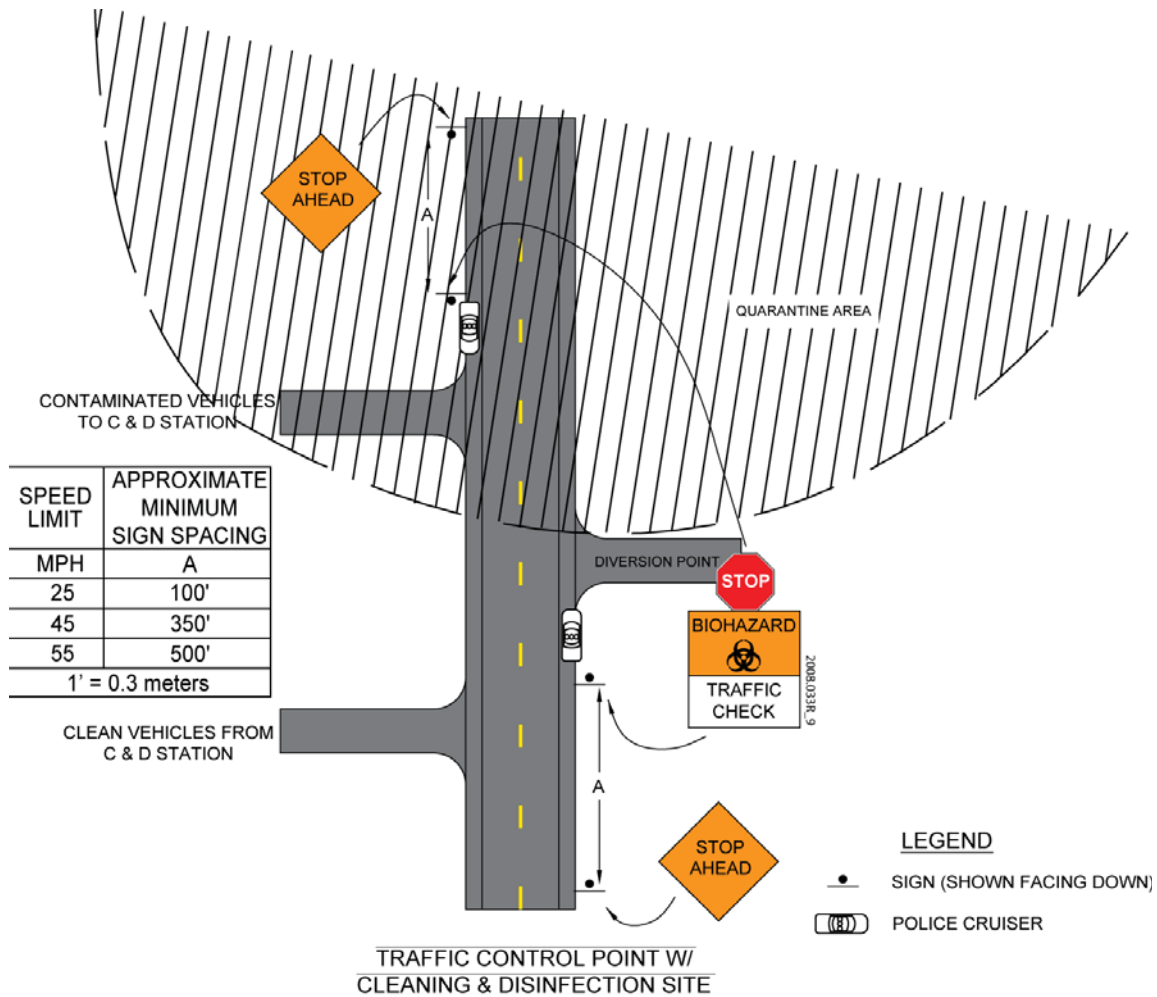 STOP
AHEAD
A
QUARANTINE AREA
CONTAMINATED VEHICLES
TO C & D STATION
SPEED
LIMIT
APPROXIMATE
MINIMUM
SIGN SPACING
MPH
A
25
100'
45
350'
55
500'
1' = 0.3 meters
DIVERSION POINT
STOP
BIOHAZARD
TRAFFIC
CHECK
2008.033R_9
CLEAN VEHICLES FROM
C & D STATION
A
STOP
AHEAD
LEGEND
SIGN (SHOWN FACING DOWN)
POLICE CRUISER
TRAFFIC CONTROL POINT W/
CLEANING & DISINFECTION SITE